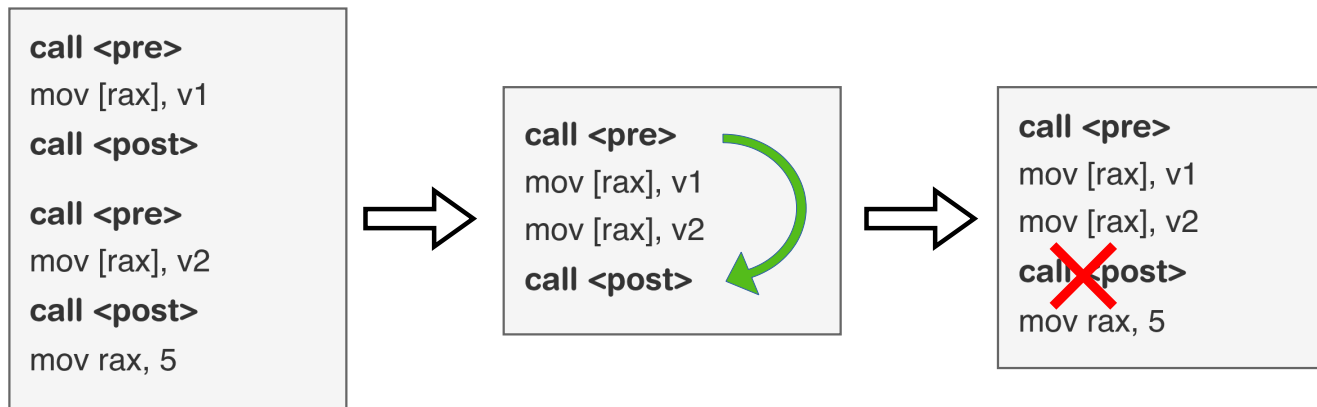 call <pre>
mov [rax], v1
call <post>
call <pre>
mov [rax], v2
call <post>
mov rax, 5
call <pre>
mov [rax], v1
mov [rax], v2
call <post>
call <pre>
mov [rax], v1
mov [rax], v2
call <post>
mov rax, 5